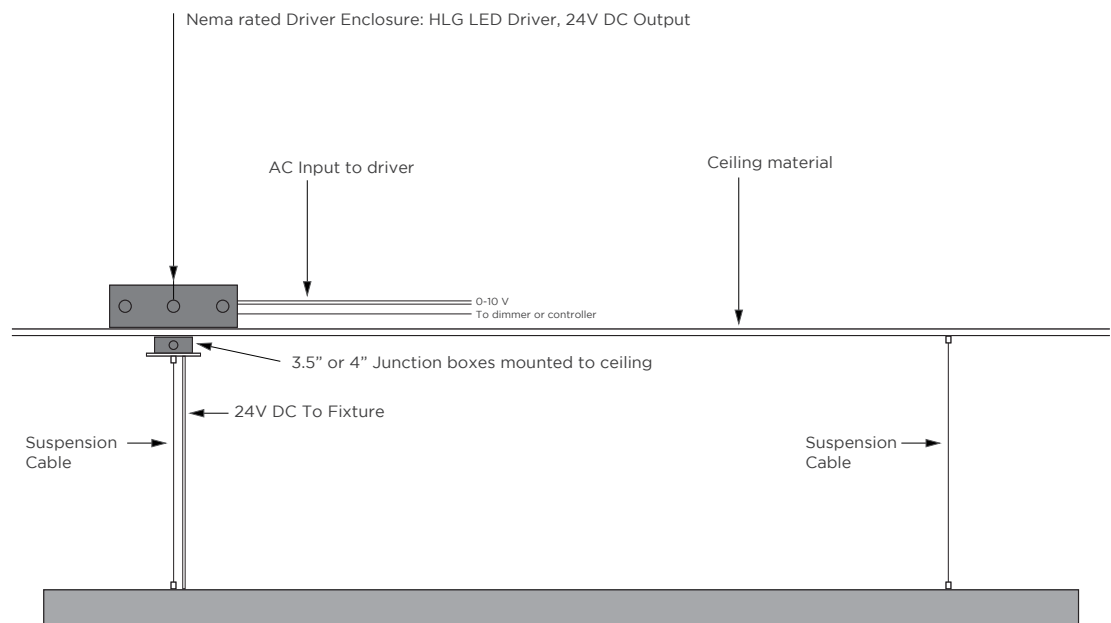 Nema rated Driver Enclosure: HLG LED Driver, 24V DC Output
AC Input to driver
Ceiling material
0-10 V
To dimmer or controller
3.5” or 4” Junction boxes mounted to ceiling
24V DC To Fixture
Suspension
Cable
Suspension
Cable